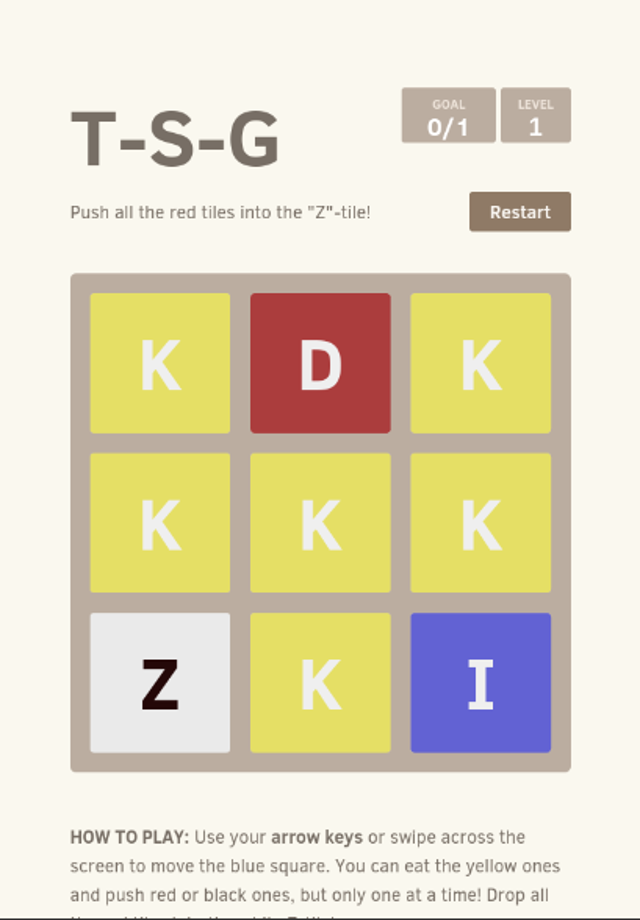 T-S-G
GOAL
0/1
LEVEL
1
Push all the red tiles into the "Z"-tile!
Restart
K D K
K K K
Z K I
HOW TO PLAY: Use your arrow keys or swipe across the
screen to move the blue square. You can eat the yellow ones
and push red or black ones, but only one at a time! Drop all